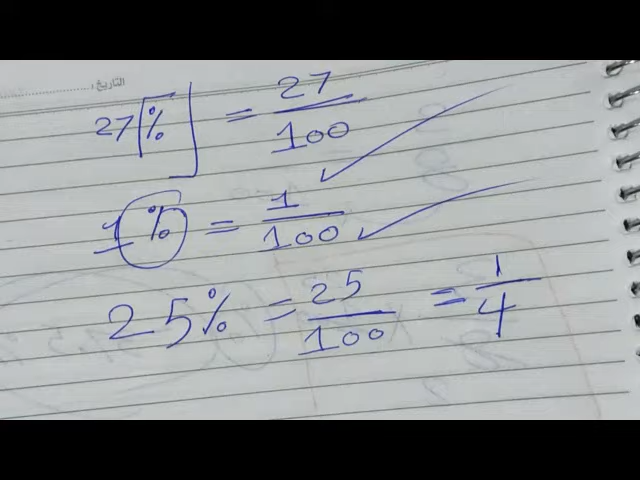 التاريخ:
27% = 27/100
1% = 1/100
25% = 25/100 = 1/4